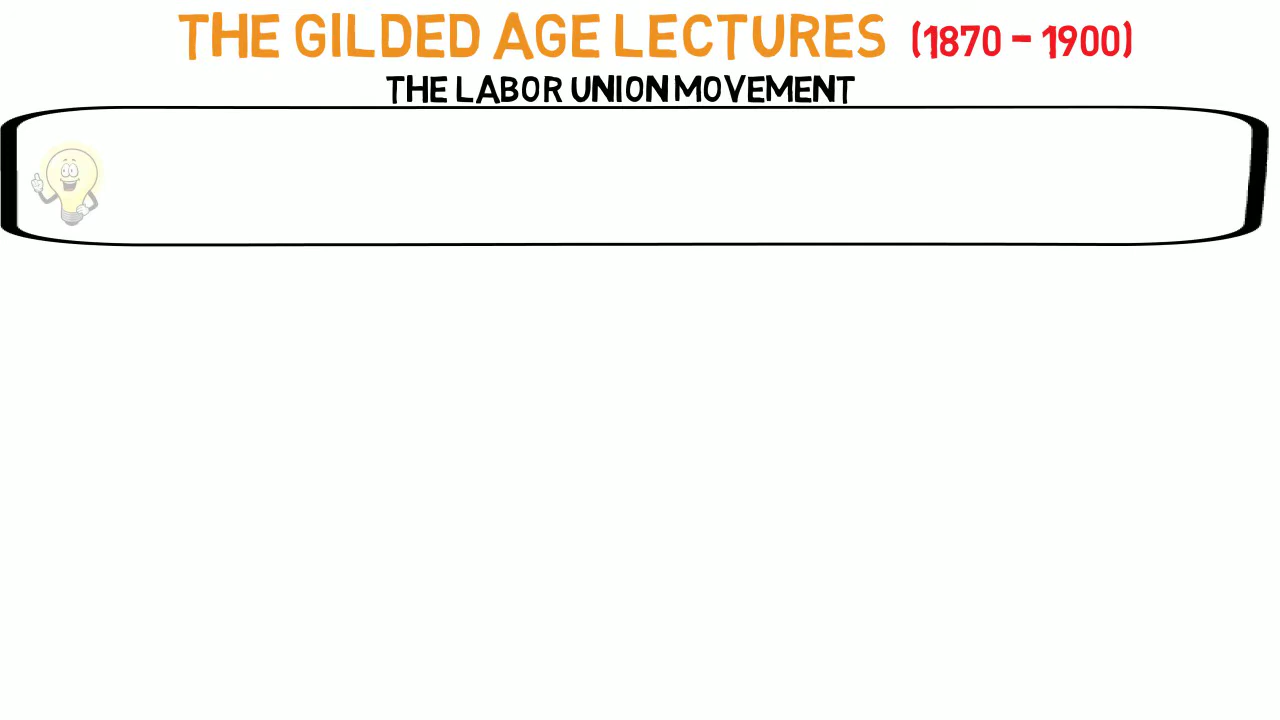 THE GILDED AGE LECTURES (1870 - 1900)
THE LABOR UNION MOVEMENT